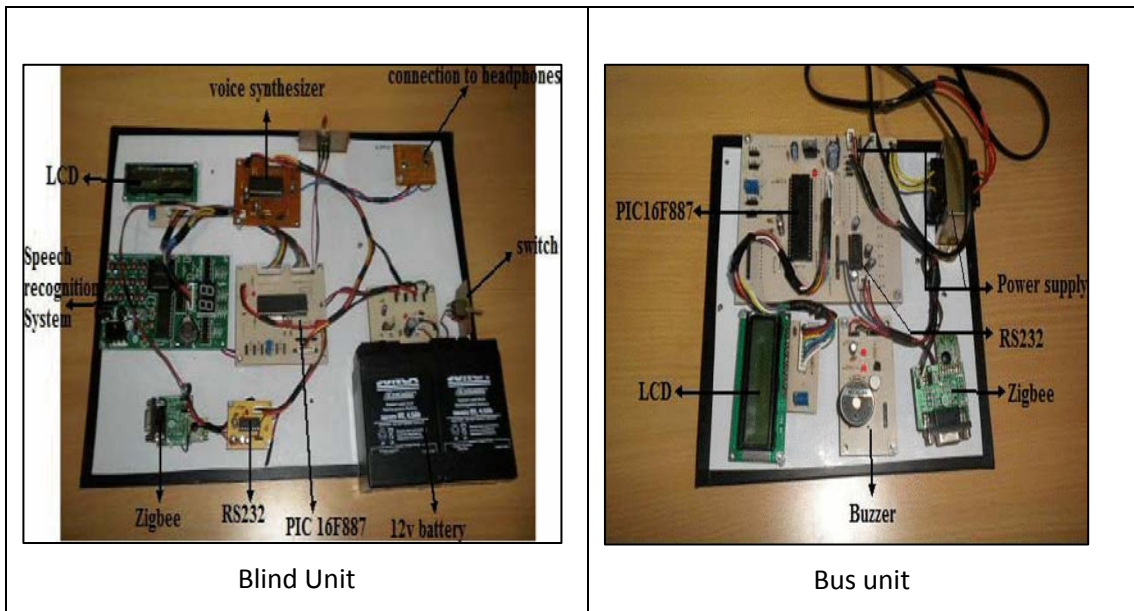 voice synthesizer
connection to headphones
LCD
Speech
recognition
System
switch
Zigbee
RS232
PIC 16F887
12v battery
Blind Unit
PIC16F887
Power supply
RS232
LCD
Zigbee
Buzzer
Bus unit